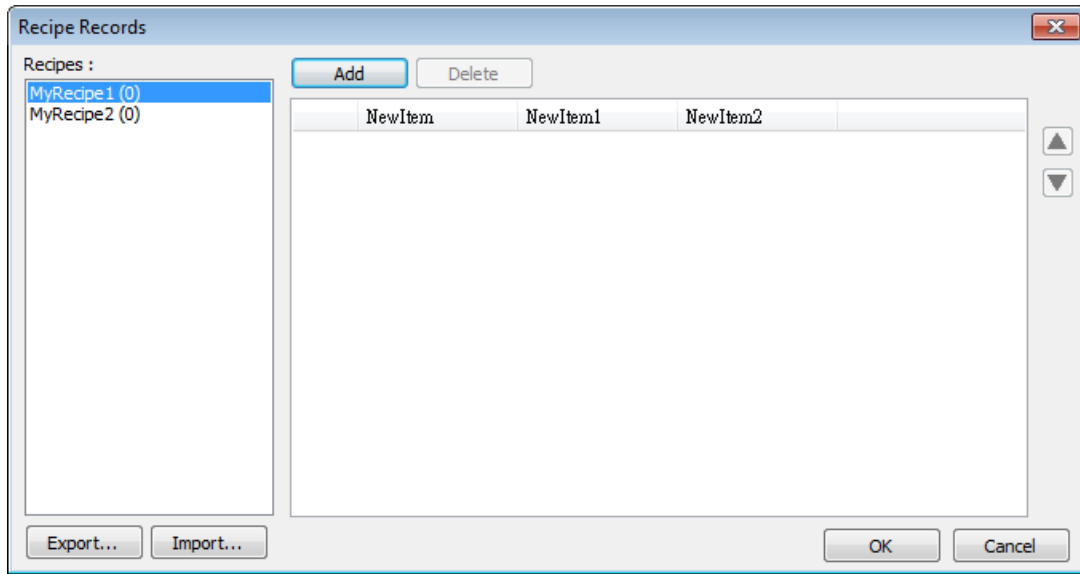 Recipe Records
Recipes :
MyRecipe1 (0)
MyRecipe2 (0)
Add Delete
NewItem NewItem1 NewItem2
Export... Import...
OK Cancel